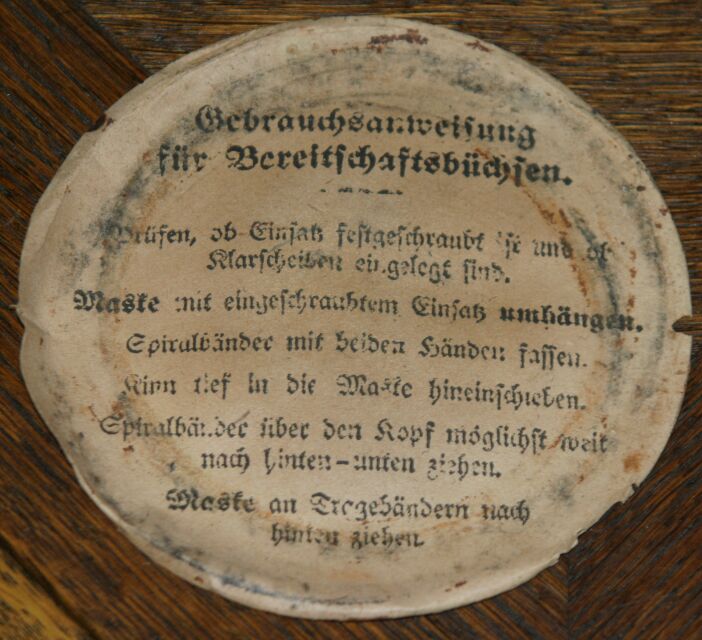 Gebrauchsanweisung
für Bereitschaftsbüchsen.
Prüfen, ob Einsatz festgeschraubt ist und ob
Klarscheiben eingelegt sind.
Maske mit eingeschraubtem Einsatz umhängen.
Spiralbänder mit beiden Händen fassen.
Kinn tief in die Maske hineinschieben.
Spiralbänder über den Kopf möglichst weit
nach hinten-unten ziehen.
Maske an Tragebändern nach
hinten ziehen.